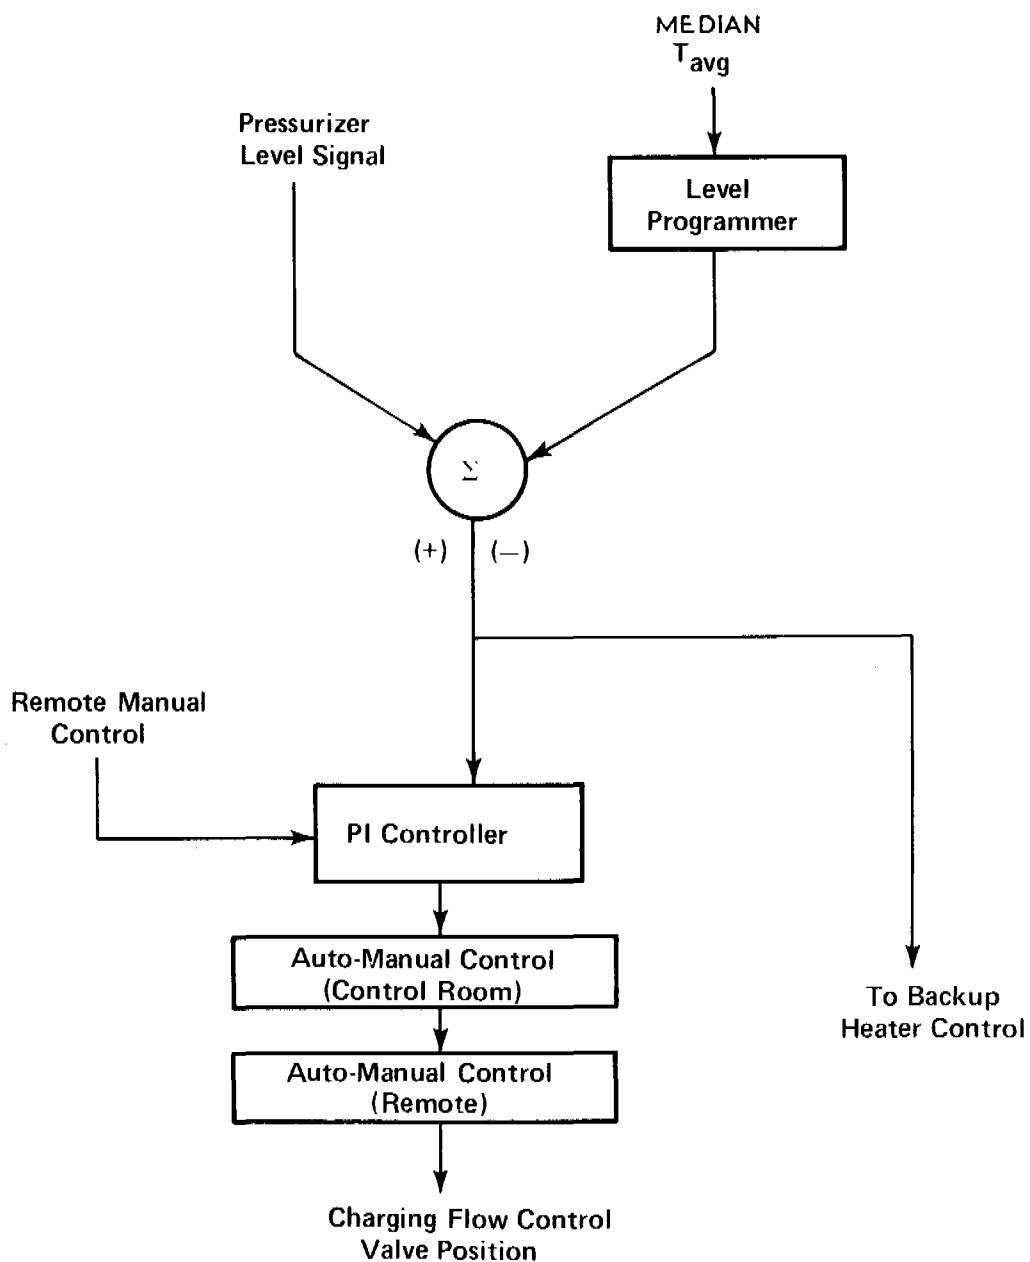 MEDIAN
Tavg
Pressurizer
Level Signal
Level
Programmer
Σ
(+) (—)
Remote Manual
Control
PI Controller
Auto-Manual Control
(Control Room)
To Backup
Heater Control
Auto-Manual Control
(Remote)
Charging Flow Control
Valve Position